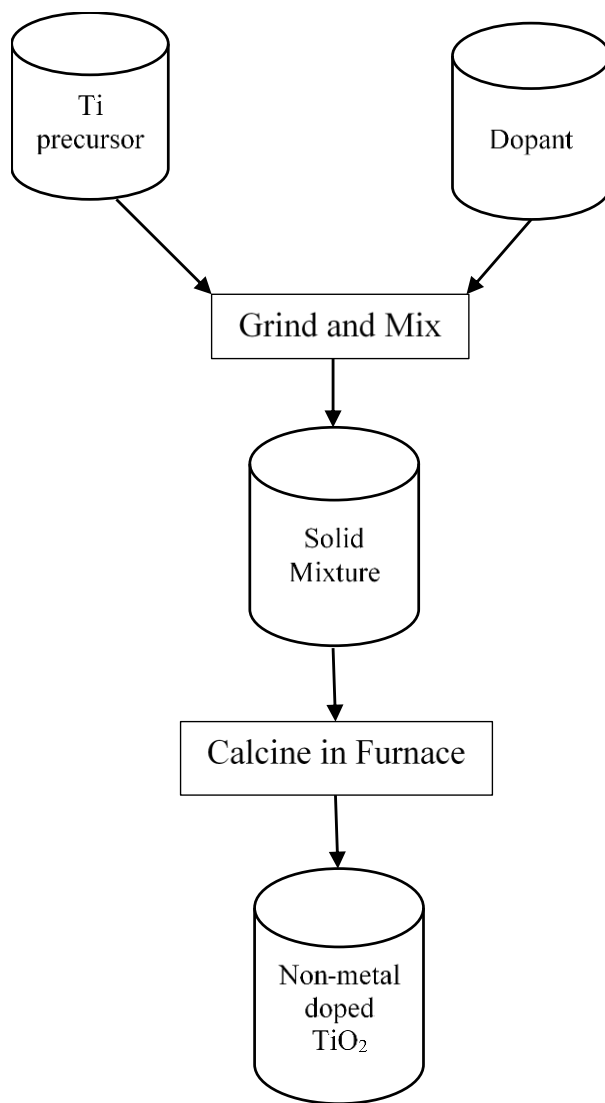 Ti
precursor
Dopant
Grind and Mix
Solid
Mixture
Calcine in Furnace
Non-metal
doped
TiO₂